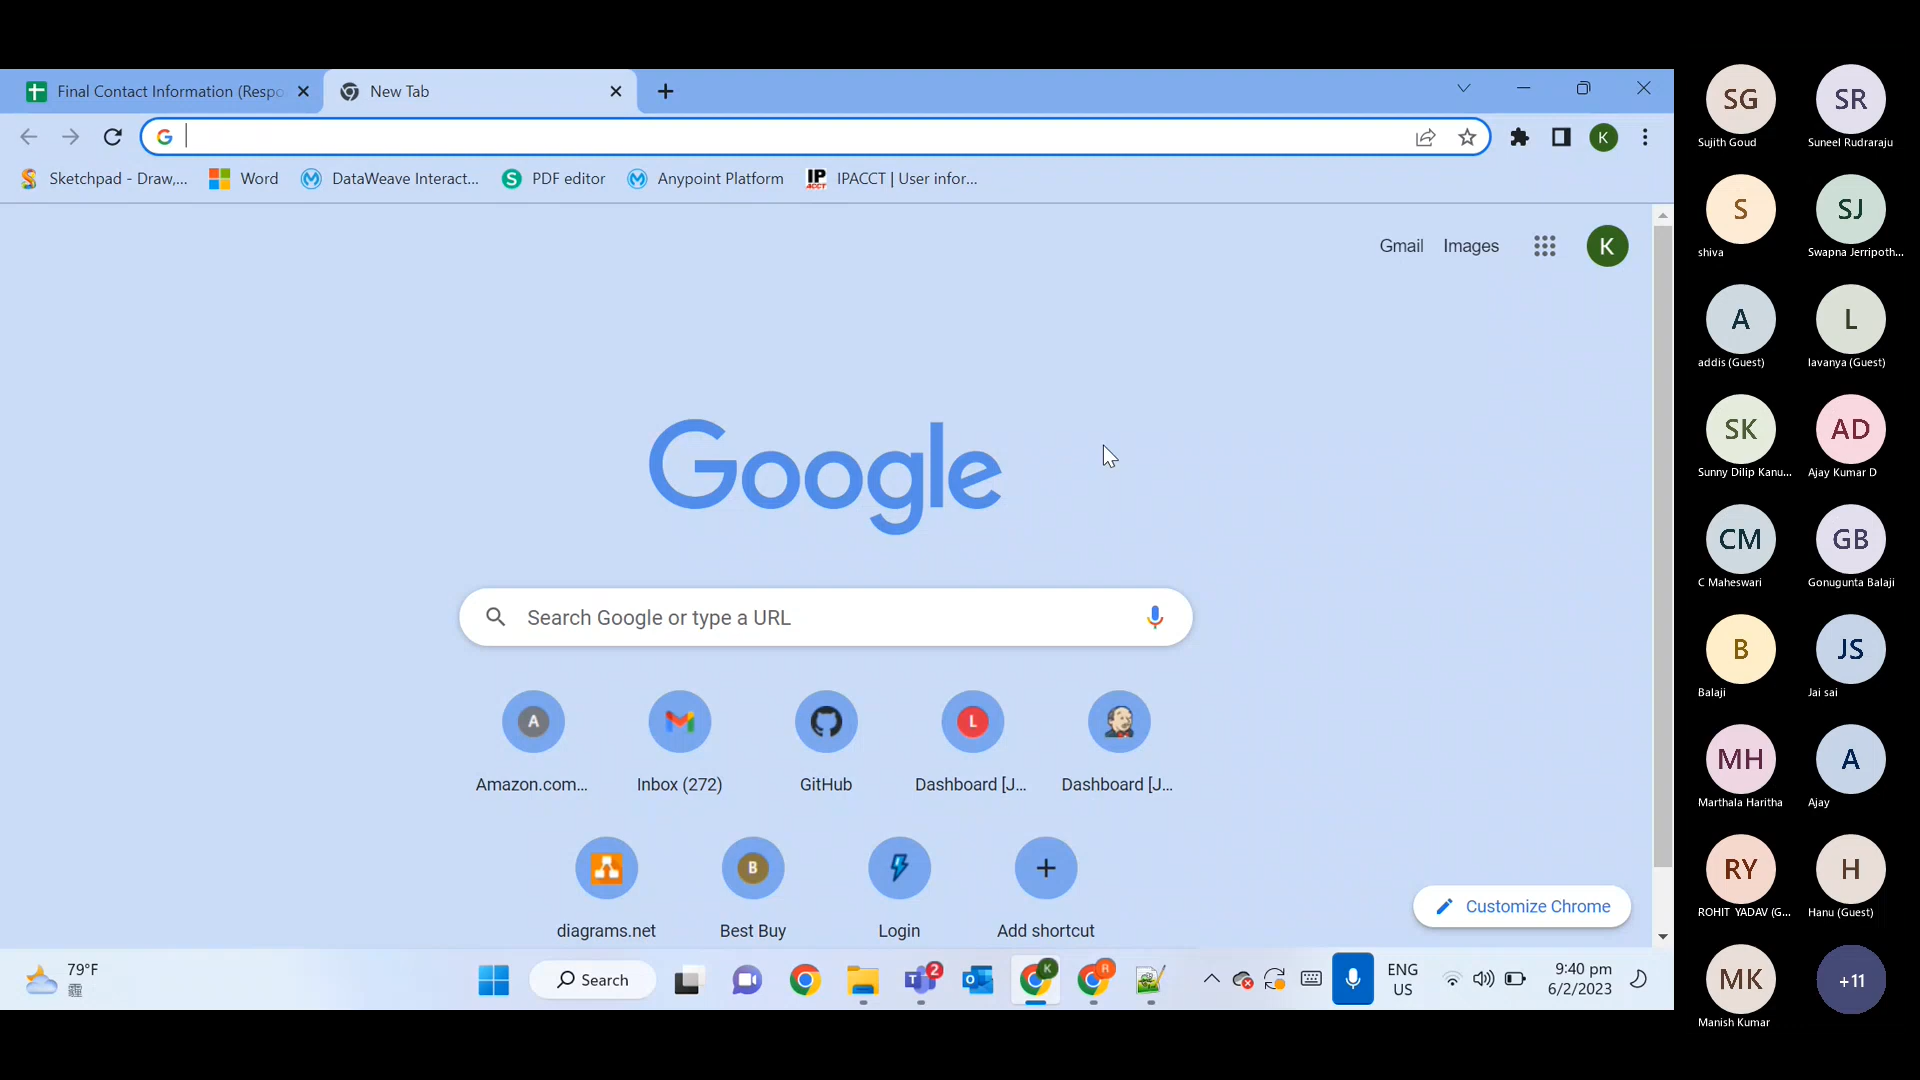 Final Contact Information (Respo
New Tab
Sketchpad - Draw,...
Word
DataWeave Interact...
PDF editor
Anypoint Platform
IP ACCT
IPACCT | User infor...
K
Gmail
Images
K
Google
Search Google or type a URL
A
L
Amazon.com...
Inbox (272)
GitHub
Dashboard [J...
Dashboard [J...
B
diagrams.net
Best Buy
Login
Add shortcut
Customize Chrome
79°F
霾
Search
2
K
R
ENG
US
9:40 pm
6/2/2023
SG
SR
Sujith Goud
Suneel Rudraraju
S
SJ
shiva
Swapna Jerripoth...
A
L
addis (Guest)
lavanya (Guest)
SK
AD
Sunny Dilip Kanu...
Ajay Kumar D
CM
GB
C Maheswari
Gonugunta Balaji
B
JS
Balaji
Jai sai
MH
A
Marthala Haritha
Ajay
RY
H
ROHIT YADAV (G...
Hanu (Guest)
MK
+11
Manish Kumar